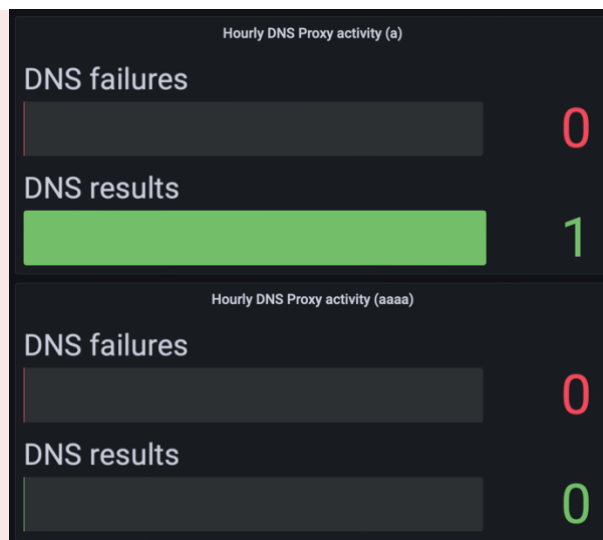 Hourly DNS Proxy activity (a)
DNS failures
0
DNS results
1
Hourly DNS Proxy activity (aaaa)
DNS failures
0
DNS results
0